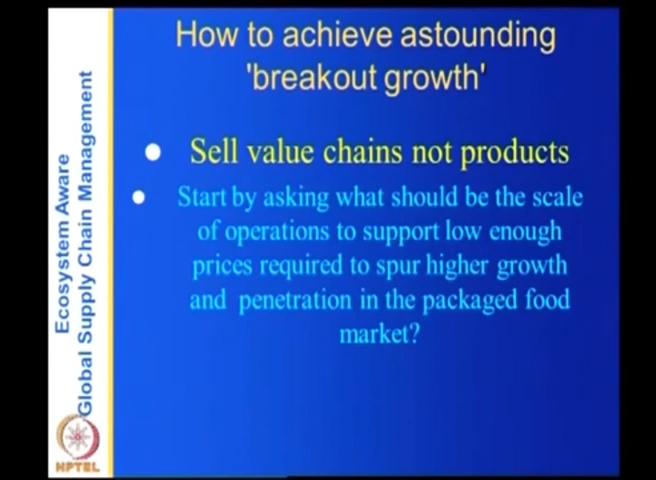 How to achieve astounding
'breakout growth'
Sell value chains not products
Start by asking what should be the scale
of operations to support low enough
prices required to spur higher growth
and penetration in the packaged food
market?
Ecosystem Aware
Global Supply Chain Management
NPTEL